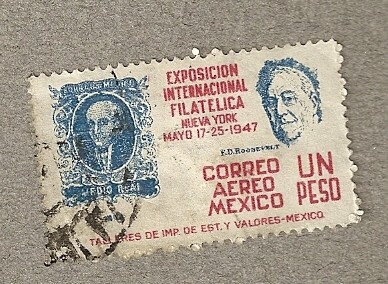 CORREOS MEXICO
MEDIO REAL
EXPOSICION
INTERNACIONAL
FILATELICA
NUEVA YORK
MAYO 17-25-1947
F.D. ROOSEVELT
CORREO
AEREO
MEXICO
UN
PESO
TALLERES DE IMP. DE EST. Y VALORES-MEXICO